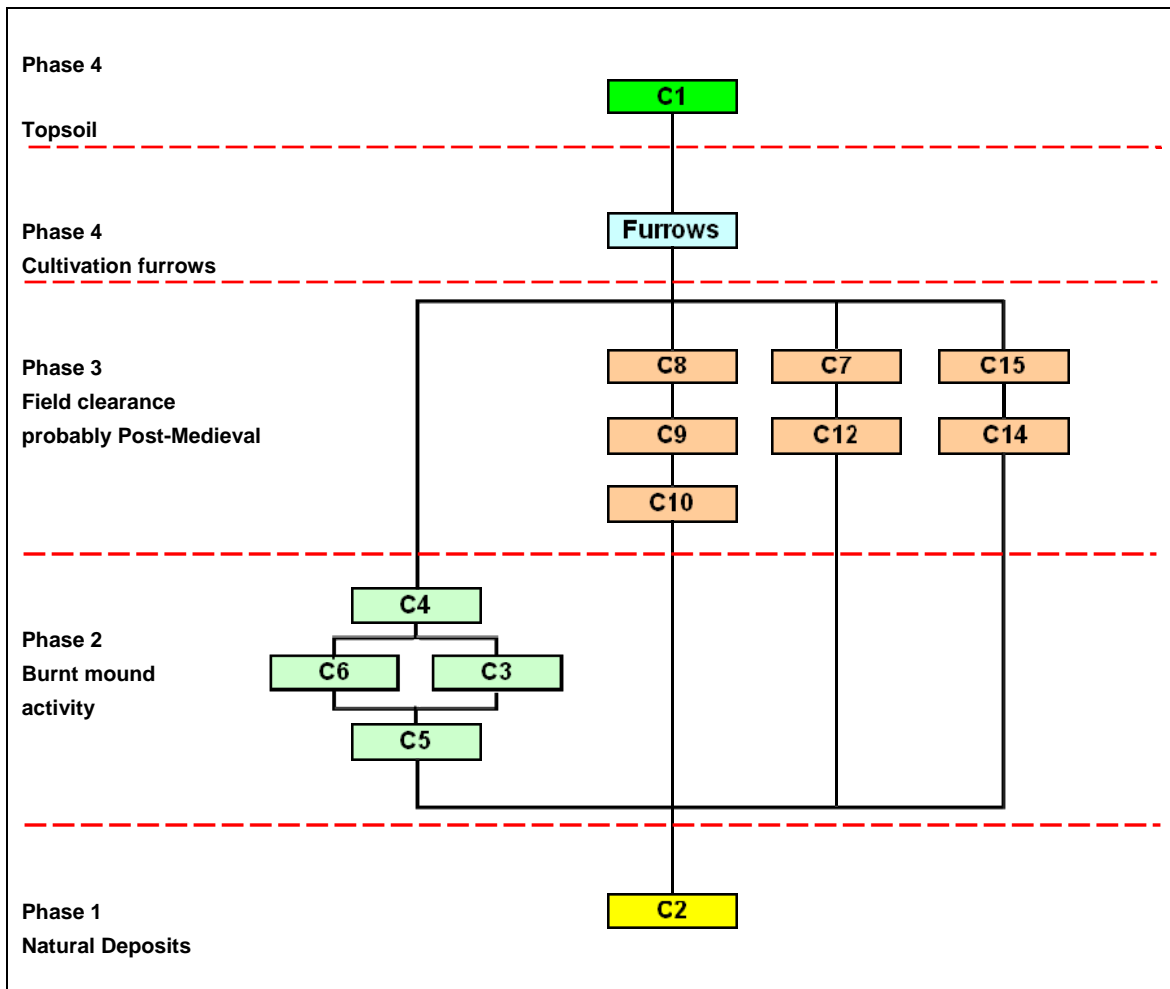 Phase 4
C1
Topsoil
Phase 4
Furrows
Cultivation furrows
Phase 3
C8 C7 C15
Field clearance
probably Post-Medieval
C9 C12 C14
C10
C4
Phase 2
Burnt mound
C6 C3
activity
C5
Phase 1
C2
Natural Deposits